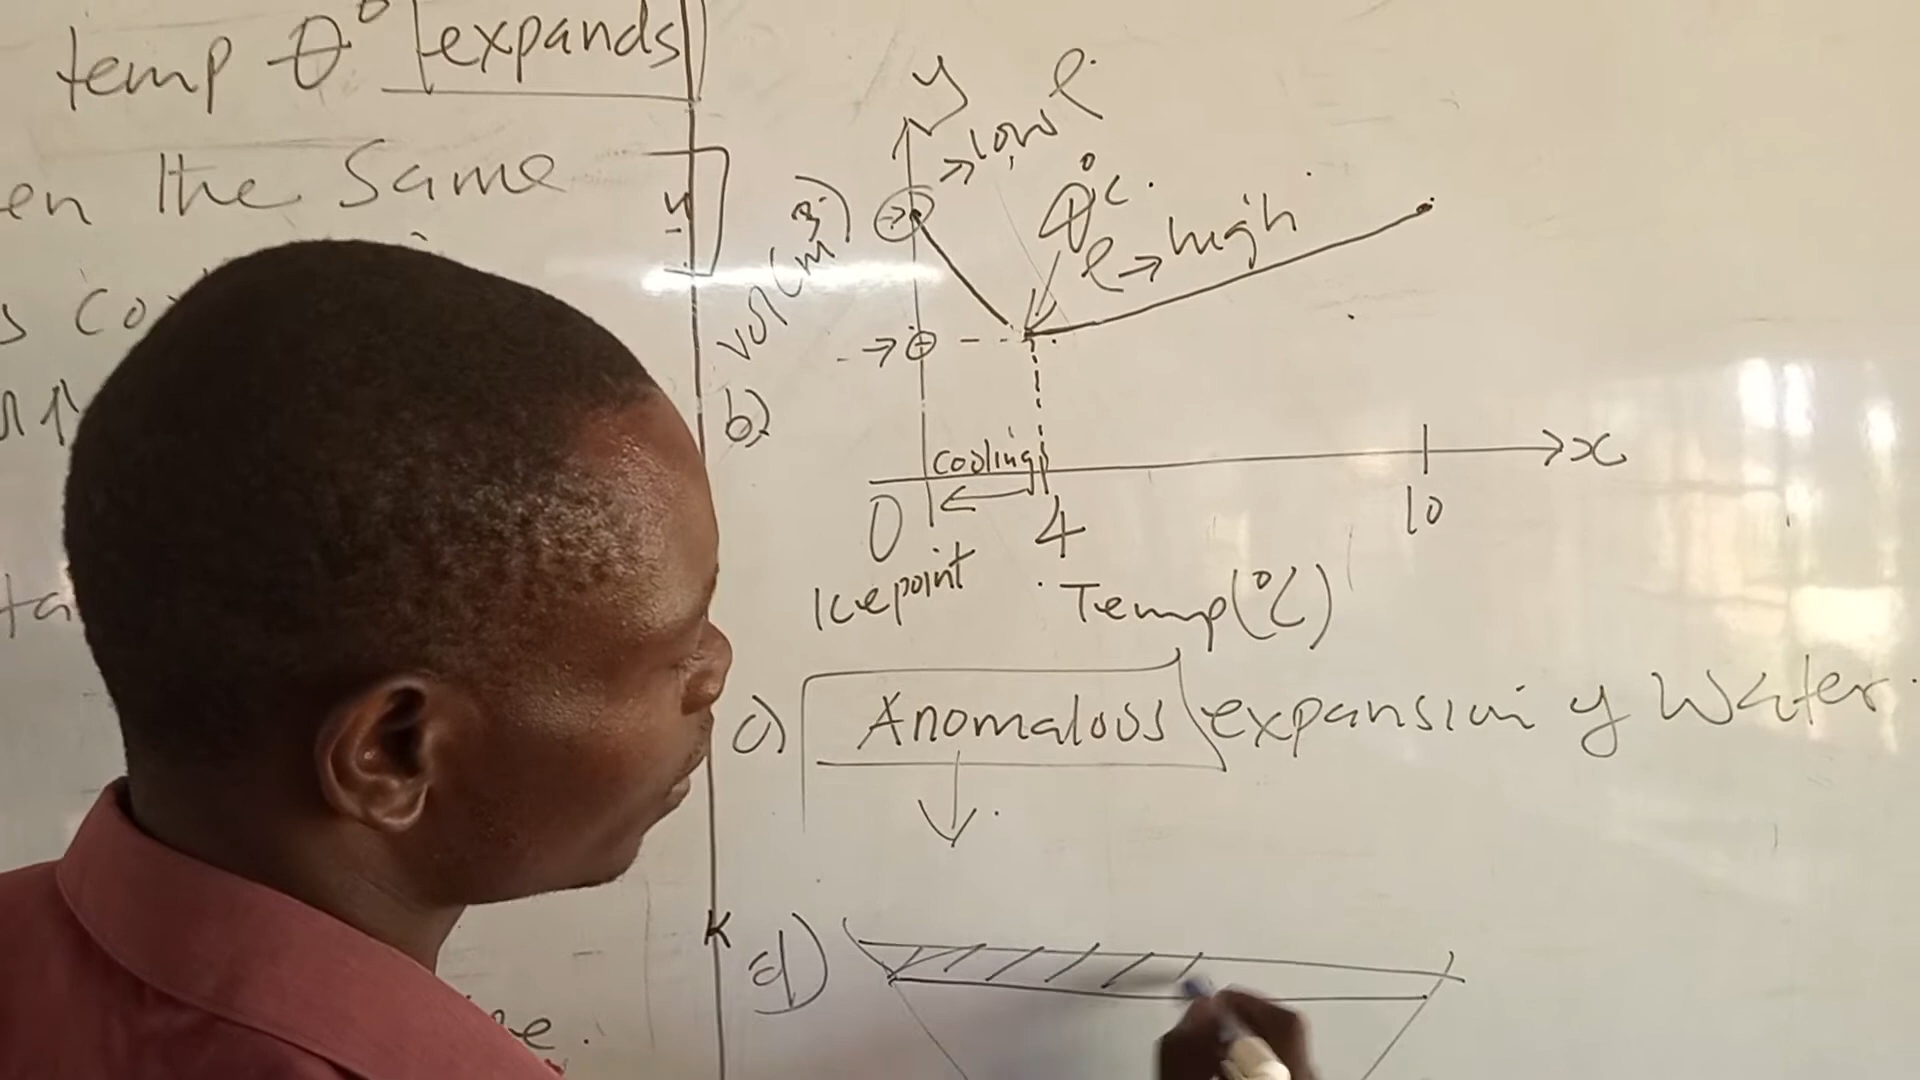 temp θ° expands
en the same
s co
ta
e.
y
ρ
→ low ρ
θ°C
ρ → high
vol(m³)
b)
cooling
x
0
4
10
Icepoint
Temp(°C)
c) Anomalous expansion of Water.
K
d)